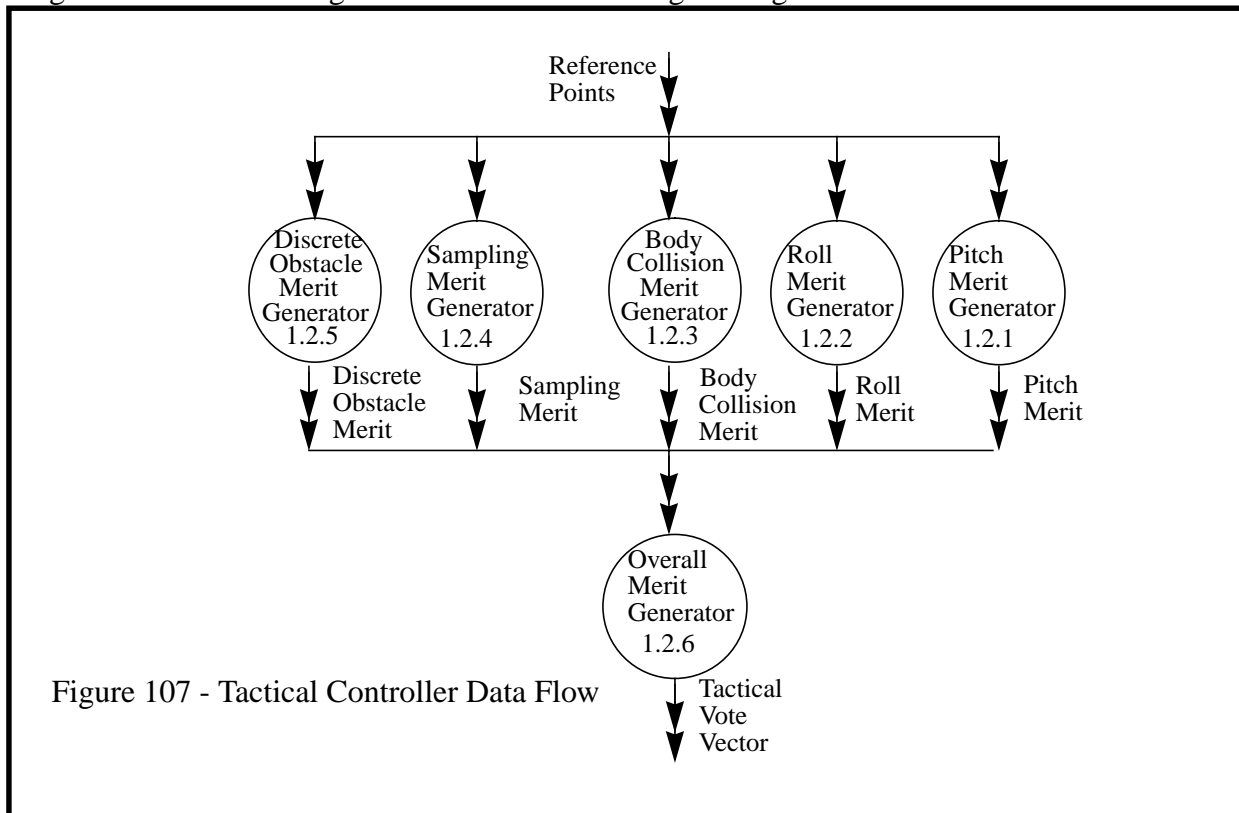 Reference
Points
Discrete
Obstacle
Merit
Generator
1.2.5
Sampling
Merit
Generator
1.2.4
Body
Collision
Merit
Generator
1.2.3
Roll
Merit
Generator
1.2.2
Pitch
Merit
Generator
1.2.1
Discrete
Obstacle
Merit
Sampling
Merit
Body
Collision
Merit
Roll
Merit
Pitch
Merit
Overall
Merit
Generator
1.2.6
Figure 107 - Tactical Controller Data Flow
Tactical
Vote
Vector